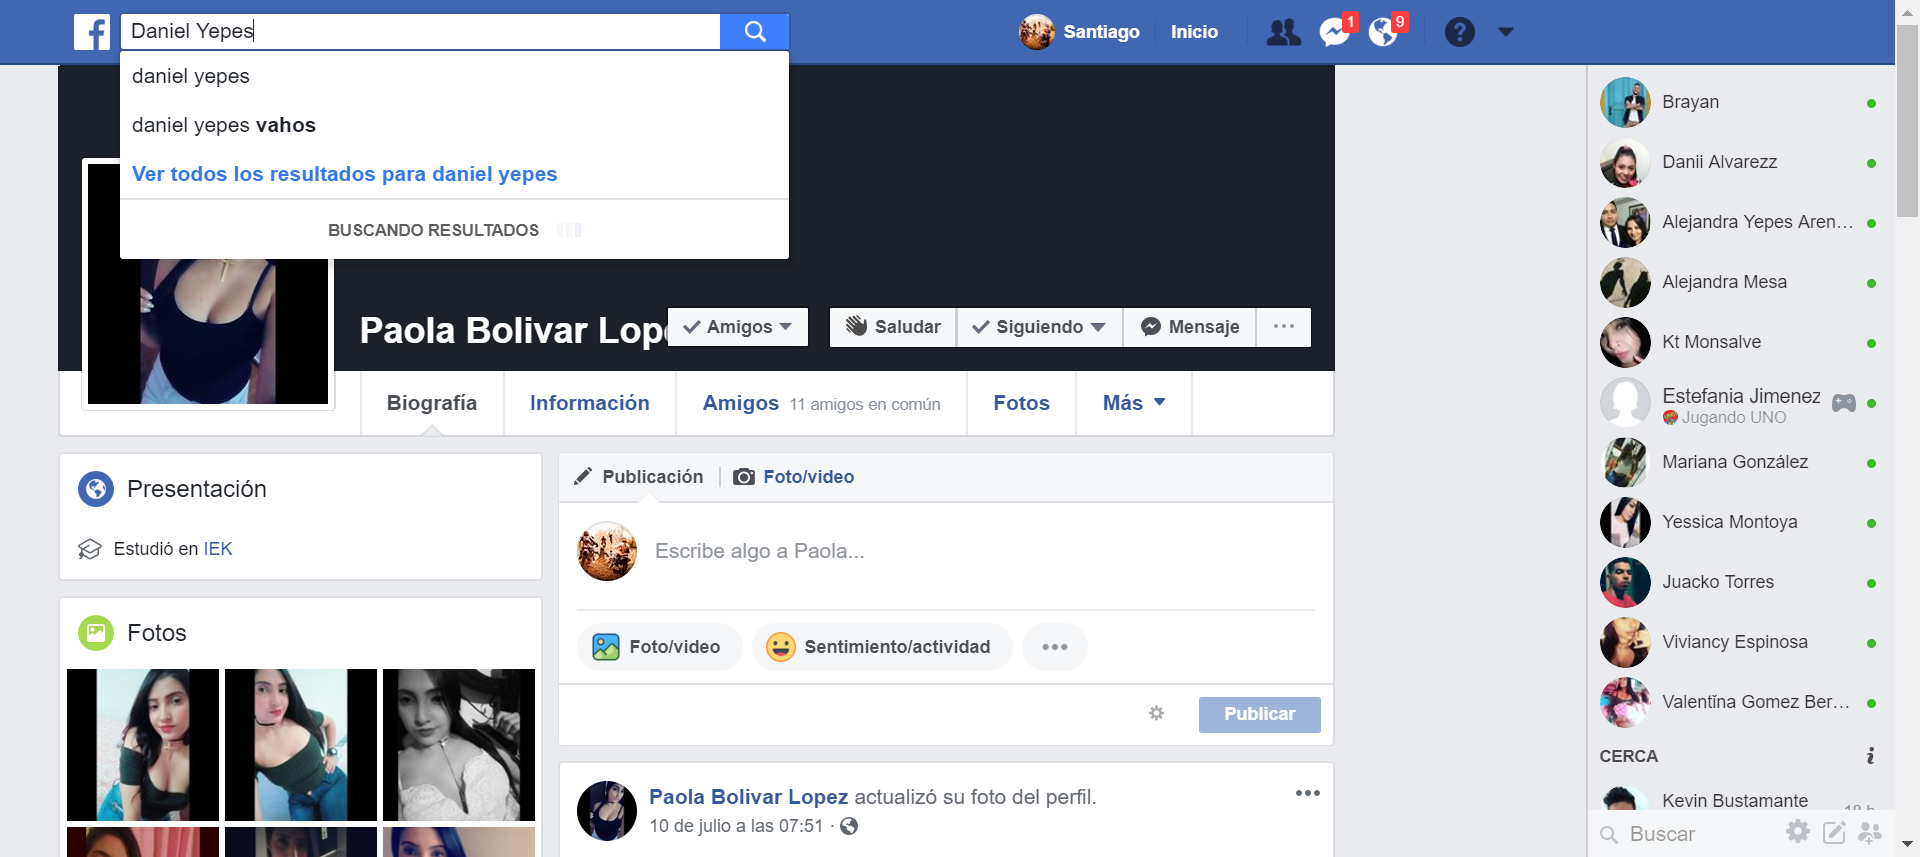 Daniel Yepes
Santiago
Inicio
1
9
daniel yepes
daniel yepes vahos
Ver todos los resultados para daniel yepes
BUSCANDO RESULTADOS
Paola Bolivar
Amigos
Saludar
Siguiendo
Mensaje
Biografía
Información
Amigos 11 amigos en común
Fotos
Más
Presentación
Estudió en IEK
Fotos
Publicación
Foto/video
Escribe algo a Paola...
Foto/video
Sentimiento/actividad
Publicar
Paola Bolivar Lopez actualizó su foto del perfil.
10 de julio a las 07:51 ·
Brayan
Danii Alvarezz
Alejandra Yepes Aren...
Alejandra Mesa
Kt Monsalve
Estefania Jimenez
Jugando UNO
Mariana González
Yessica Montoya
Juacko Torres
Viviancy Espinosa
Valentĭna Gomez Ber...
CERCA
Kevin Bustamante
Buscar